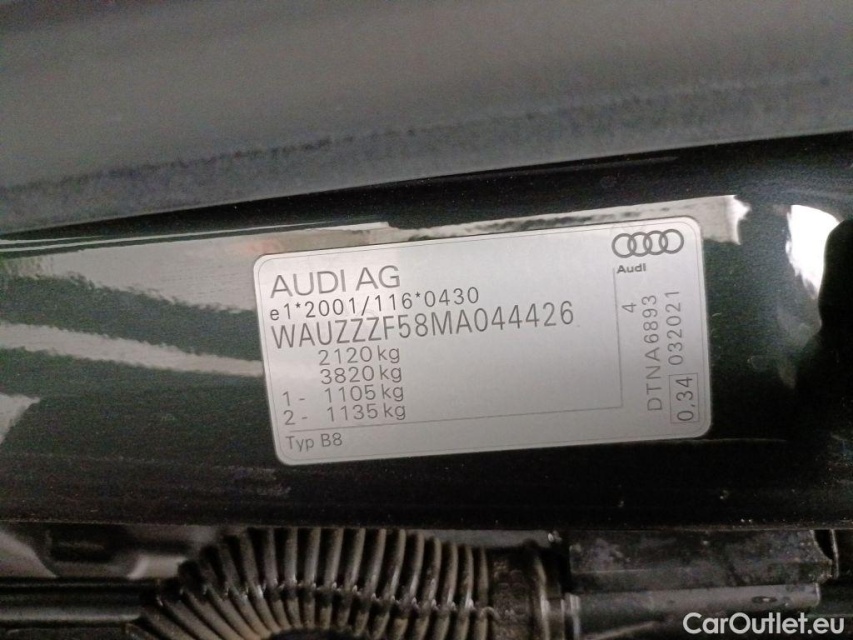 AUDI AG
e1*2001/116*0430
WAUZZZF58MA044426
2120kg
3820kg
1- 1105kg
2- 1135kg
Typ B8
Audi
4
DTNA6893
032021
0,34
CarOutlet.eu